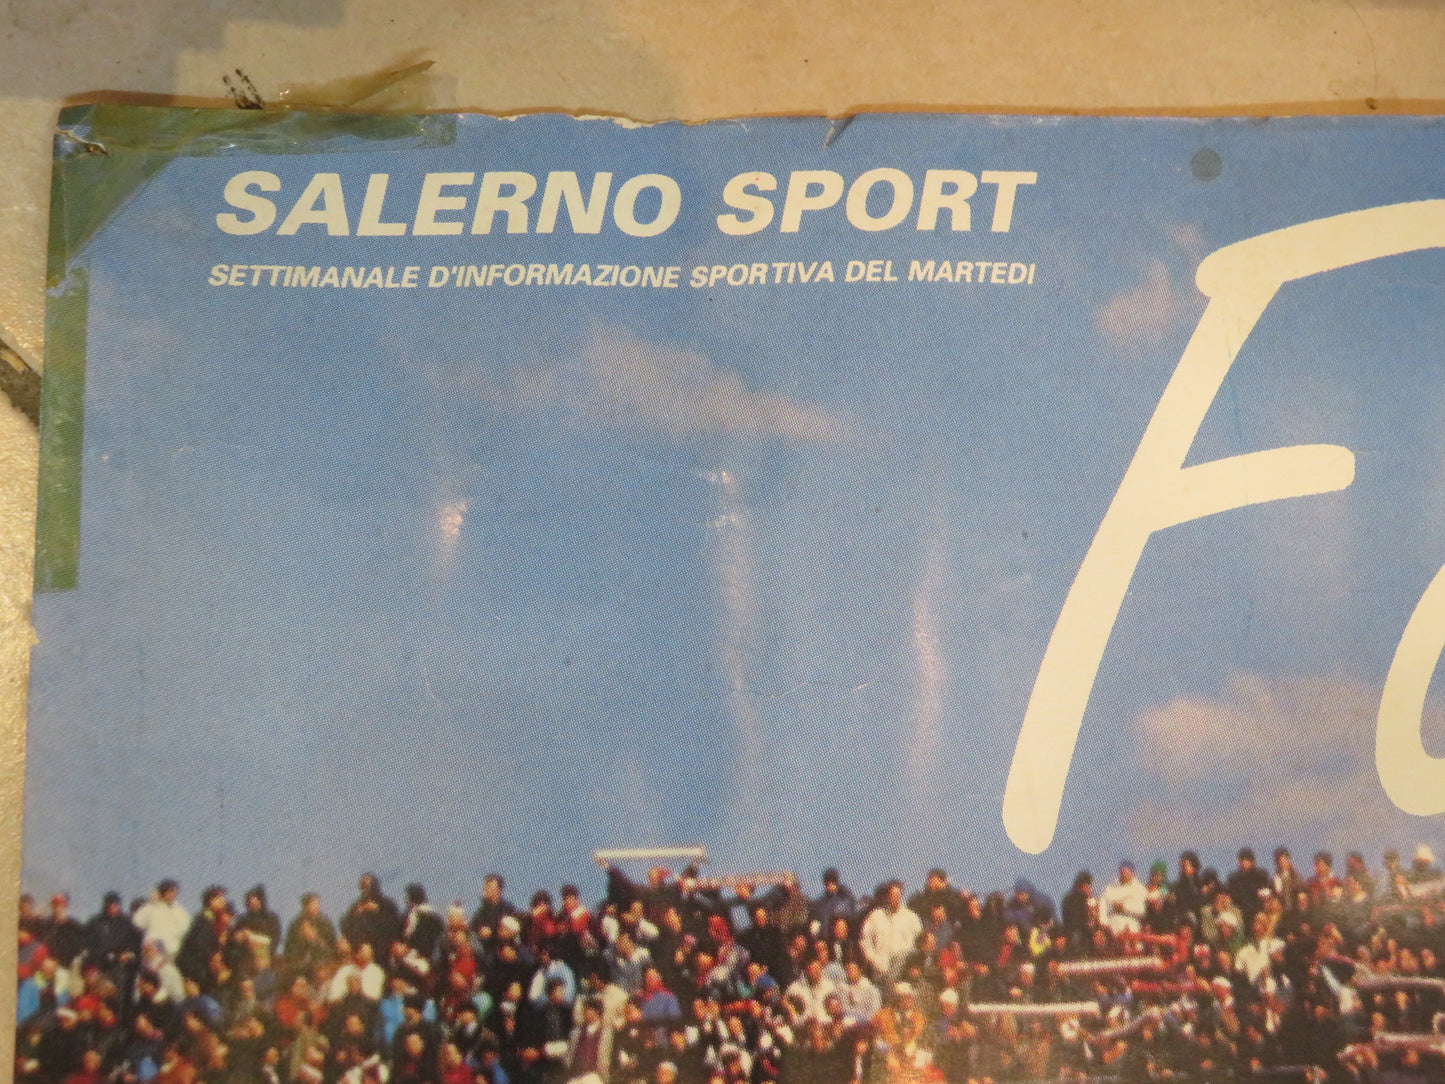 SALERNO SPORT
SETTIMANALE D'INFORMAZIONE SPORTIVA DEL MARTEDI